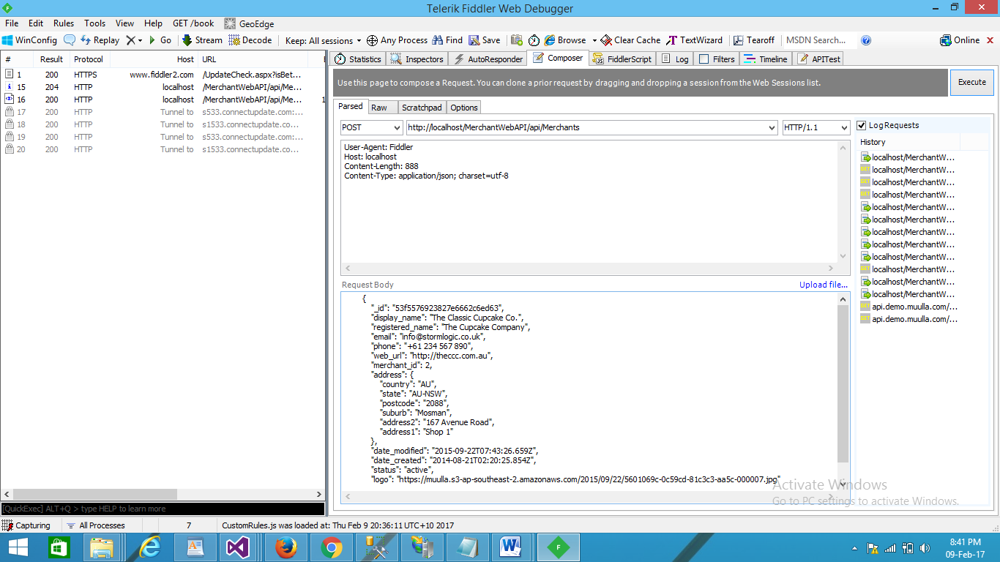 Telerik Fiddler Web Debugger
File Edit Rules Tools View Help GET /book GeoEdge
WinConfig Replay Go Stream Decode Keep: All sessions Any Process Find Save Browse Clear Cache TextWizard Tearoff MSDN Search... Online
# Result Protocol Host URL
1 200 HTTPS www.fiddler2.com /UpdateCheck.aspx?isBet...
15 204 HTTP localhost /MerchantWebAPI/api/Me...
16 200 HTTP localhost /MerchantWebAPI/api/Me... 1
17 200 HTTP Tunnel to s533.connectupdate.com:...
18 200 HTTP Tunnel to s1533.connectupdate.co...
19 200 HTTP Tunnel to s533.connectupdate.com:...
20 200 HTTP Tunnel to s1533.connectupdate.co...
[QuickExec] ALT+Q > type HELP to learn more
Statistics Inspectors AutoResponder Composer FiddlerScript Log Filters Timeline APITest
Use this page to compose a Request. You can clone a prior request by dragging and dropping a session from the Web Sessions list.
Execute
Parsed Raw Scratchpad Options
POST http://localhost/MerchantWebAPI/api/Merchants HTTP/1.1
User-Agent: Fiddler
Host: localhost
Content-Length: 888
Content-Type: application/json; charset=utf-8
Request Body Upload file...
{
"_id": "53f5576923827e6662c6ed63",
"display_name": "The Classic Cupcake Co.",
"registered_name": "The Cupcake Company",
"email": "info@stormlogic.co.uk",
"phone": "+61 234 567 890",
"web_url": "http://theccc.com.au",
"merchant_id": 2,
"address": {
"country": "AU",
"state": "AU-NSW",
"postcode": "2088",
"suburb": "Mosman",
"address2": "167 Avenue Road",
"address1": "Shop 1"
},
"date_modified": "2015-09-22T07:43:26.659Z",
"date_created": "2014-08-21T02:20:25.854Z",
"status": "active",
"logo": "https://muulla.s3-ap-southeast-2.amazonaws.com/2015/09/22/5601069c-0c59cd-81c3c3-aa5c-000007.jpg"
Log Requests
History
localhost/MerchantW...
GET localhost/MerchantW...
GET localhost/MerchantW...
GET localhost/MerchantW...
localhost/MerchantW...
localhost/MerchantW...
localhost/MerchantW...
localhost/MerchantW...
localhost/MerchantW...
GET localhost/MerchantW...
localhost/MerchantW...
localhost/MerchantW...
GET api.demo.muulla.com/...
GET api.demo.muulla.com/...
Activate Windows
Go to PC settings to activate Windows.
Capturing All Processes 7 CustomRules.js was loaded at: Thu Feb 9 20:36:11 UTC+10 2017
8:41 PM
09-Feb-17